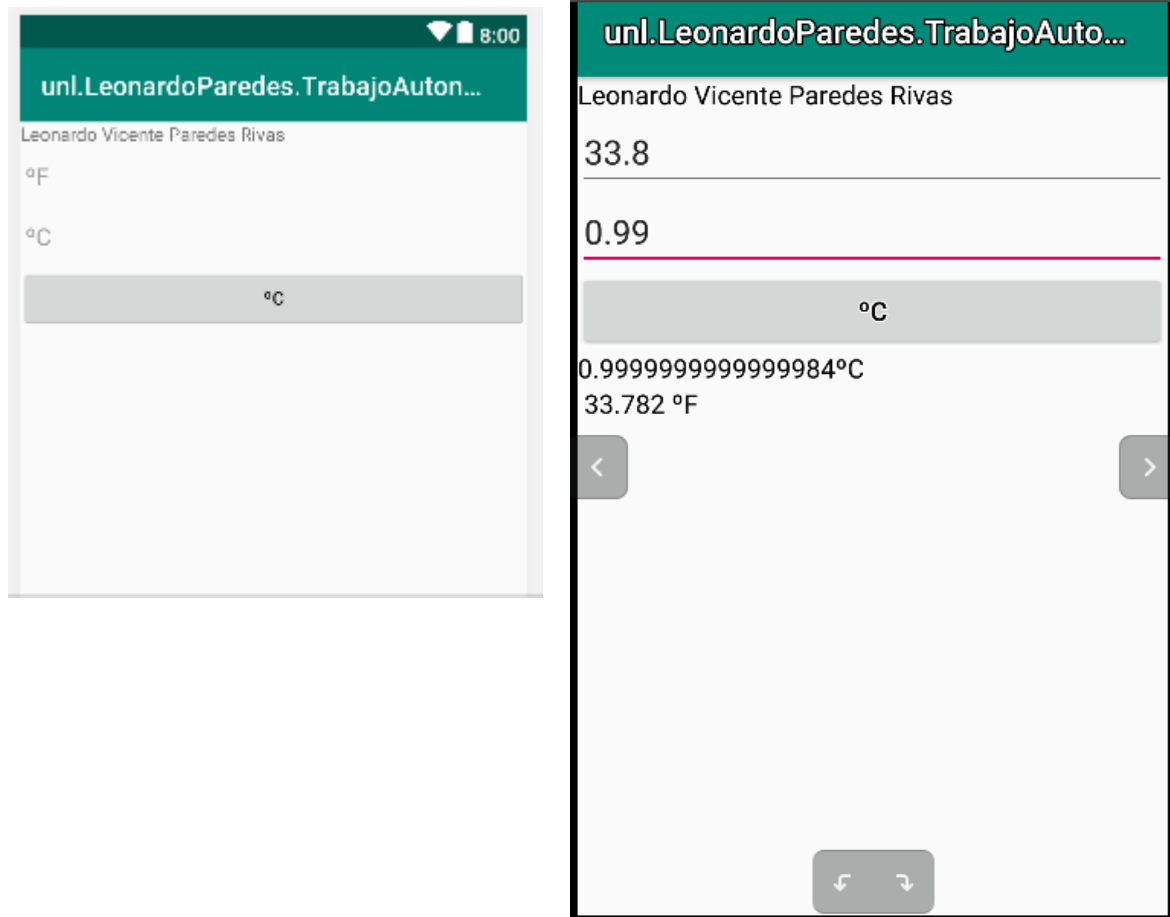 8:00
unl.LeonardoParedes.TrabajoAuton...
Leonardo Vicente Paredes Rivas
ºF
ºC
ºC
unl.LeonardoParedes.TrabajoAuto...
Leonardo Vicente Paredes Rivas
33.8
0.99
ºC
0.9999999999999984ºC
33.782 ºF